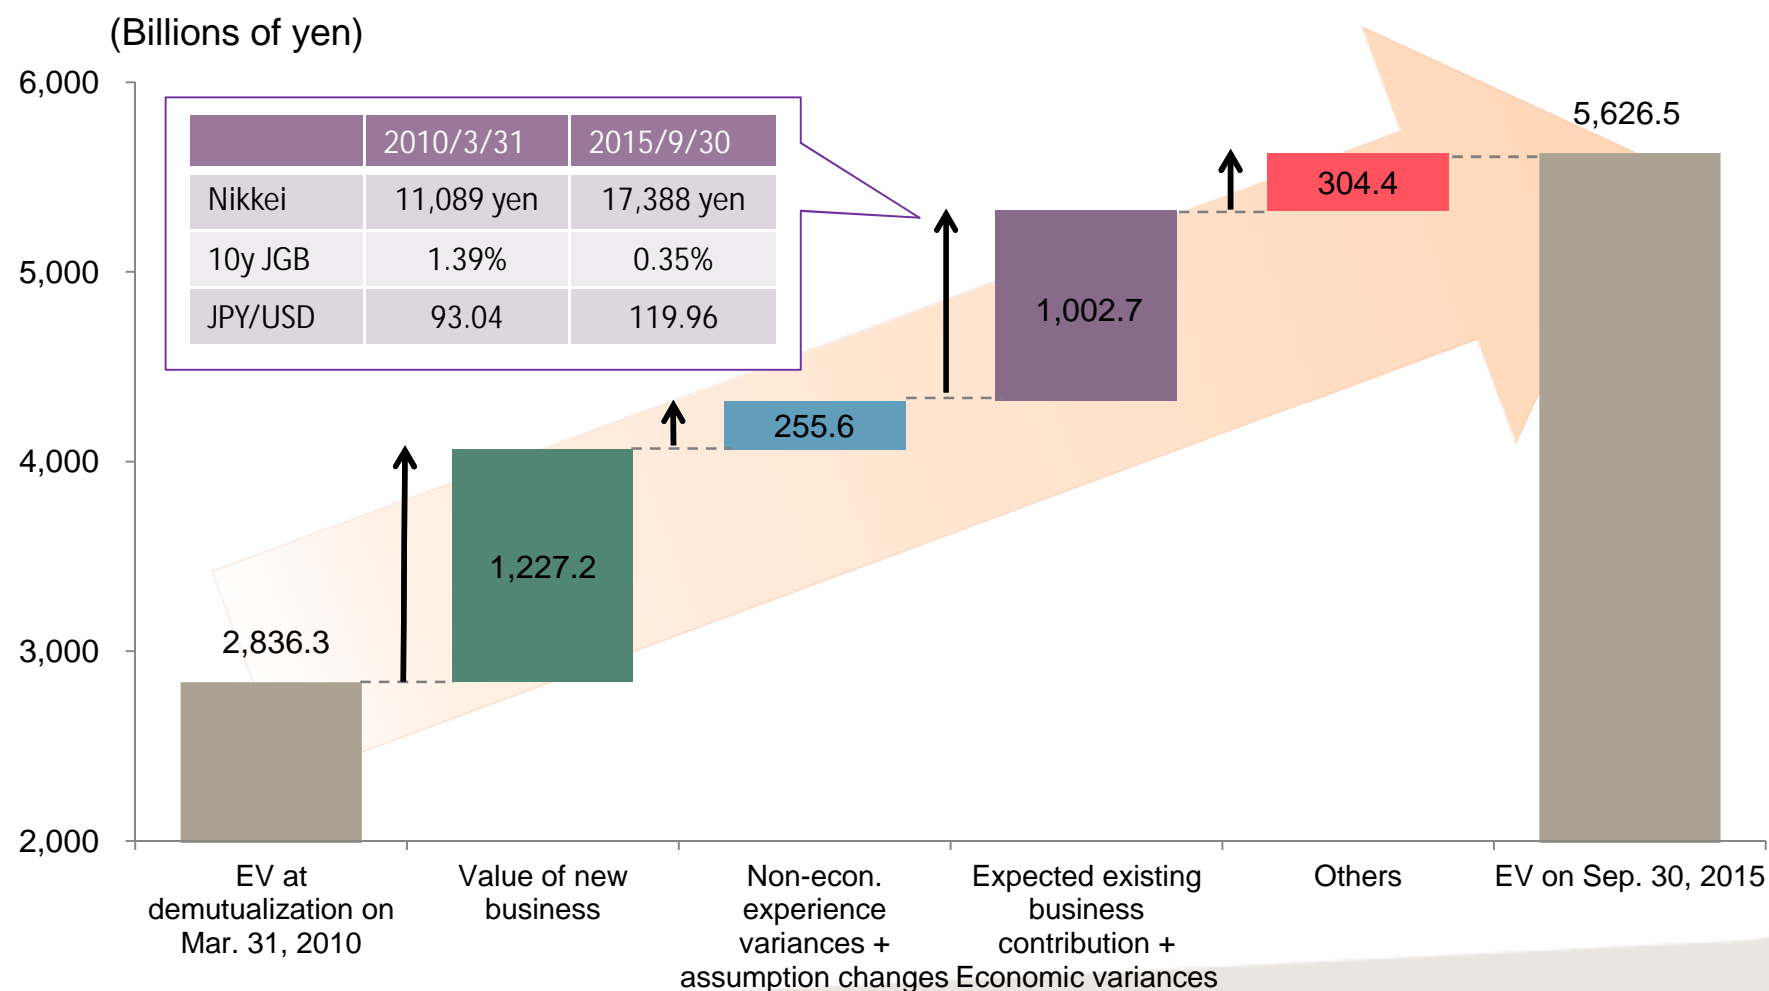 (Billions of yen)
6,000
5,000
4,000
3,000
2,000
2010/3/31 2015/9/30
Nikkei 11,089 yen 17,388 yen
10y JGB 1.39% 0.35%
JPY/USD 93.04 119.96
2,836.3
1,227.2
255.6
1,002.7
304.4
5,626.5
EV at
demutualization on
Mar. 31, 2010
Value of new
business
Non-econ.
experience
variances +
assumption changes
Expected existing
business
contribution +
Economic variances
Others
EV on Sep. 30, 2015